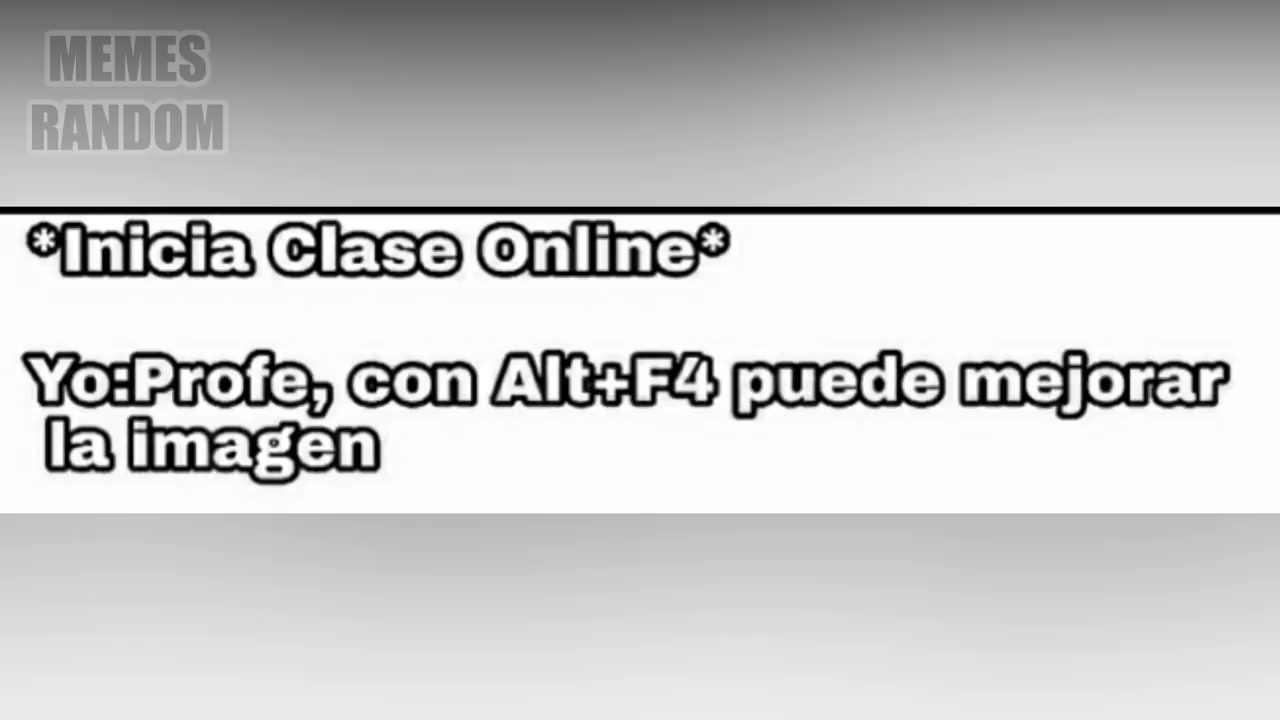 MEMES
RANDOM
*Inicia Clase Online*
Yo:Profe, con Alt+F4 puede mejorar
la imagen